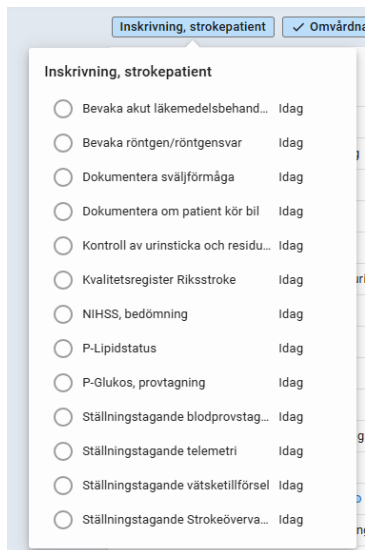 Inskrivning, strokepatient
Omvårdna
Inskrivning, strokepatient
Bevaka akut läkemedelsbehand... Idag
Bevaka röntgen/röntgensvar Idag
Dokumentera sväljförmåga Idag
Dokumentera om patient kör bil Idag
Kontroll av urinsticka och residu... Idag
Kvalitetsregister Riksstroke Idag
NIHSS, bedömning Idag
P-Lipidstatus Idag
P-Glukos, provtagning Idag
Ställningstagande blodprovstag... Idag
Ställningstagande telemetri Idag
Ställningstagande vätsketillförsel Idag
Ställningstagande Strokeöverva... Idag